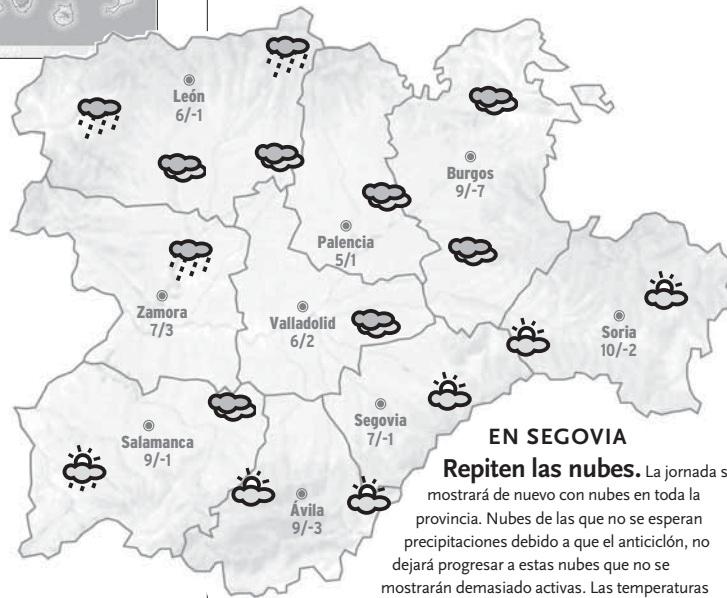 León
6/-1
Burgos
9/-7
Palencia
5/1
Zamora
7/3
Valladolid
6/2
Soria
10/-2
Segovia
7/-1
Salamanca
9/-1
Ávila
9/-3
EN SEGOVIA
Repiten las nubes. La jornada s
mostrará de nuevo con nubes en toda la
provincia. Nubes de las que no se esperan
precipitaciones debido a que el anticiclón, no
dejará progresar a estas nubes que no se
mostrarán demasiado activas. Las temperaturas